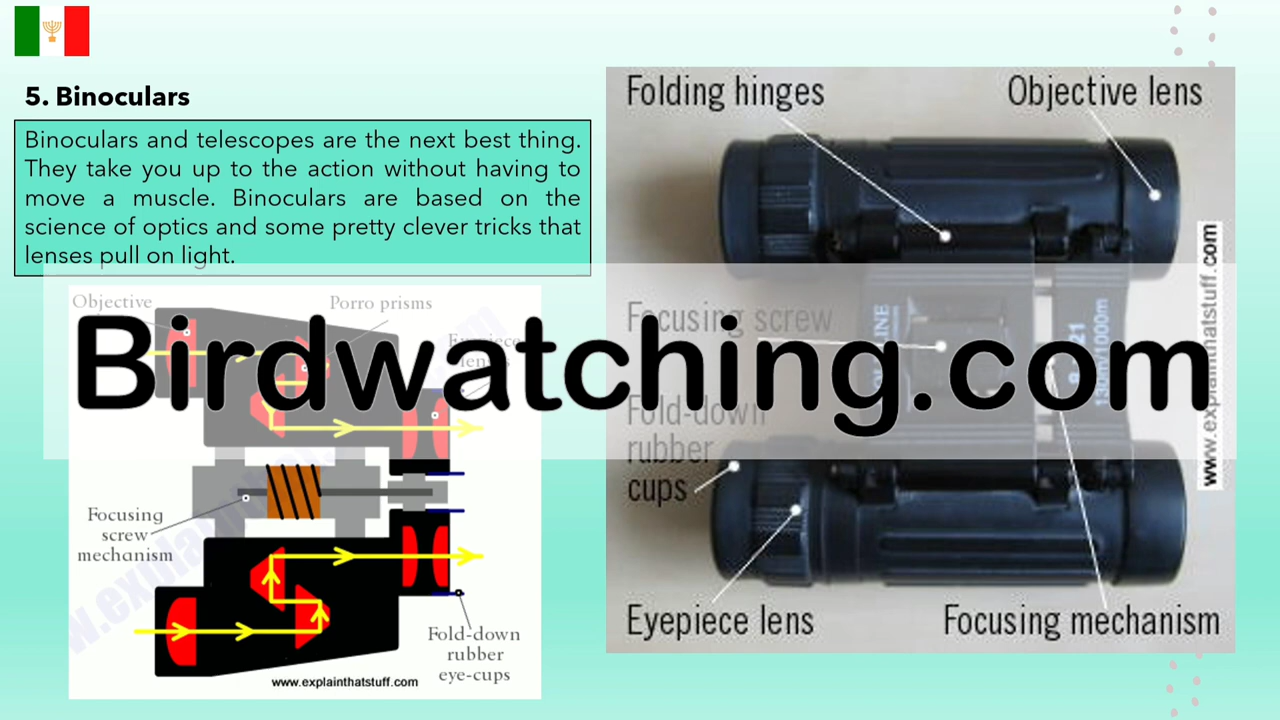 5. Binoculars
Binoculars and telescopes are the next best thing.
They take you up to the action without having to
move a muscle. Binoculars are based on the
science of optics and some pretty clever tricks that
lenses pull on light.
Objective
Porro prisms
Eyepiece
Birdwatching.com
Focusing
screw
mechanism
Fold-down
rubber
eye-cups
www.explainthatstuff.com
Folding hinges
Objective lens
Focusing screw
Fold-down
rubber
cups
Eyepiece lens
Focusing mechanism
www.explainthatstuff.com